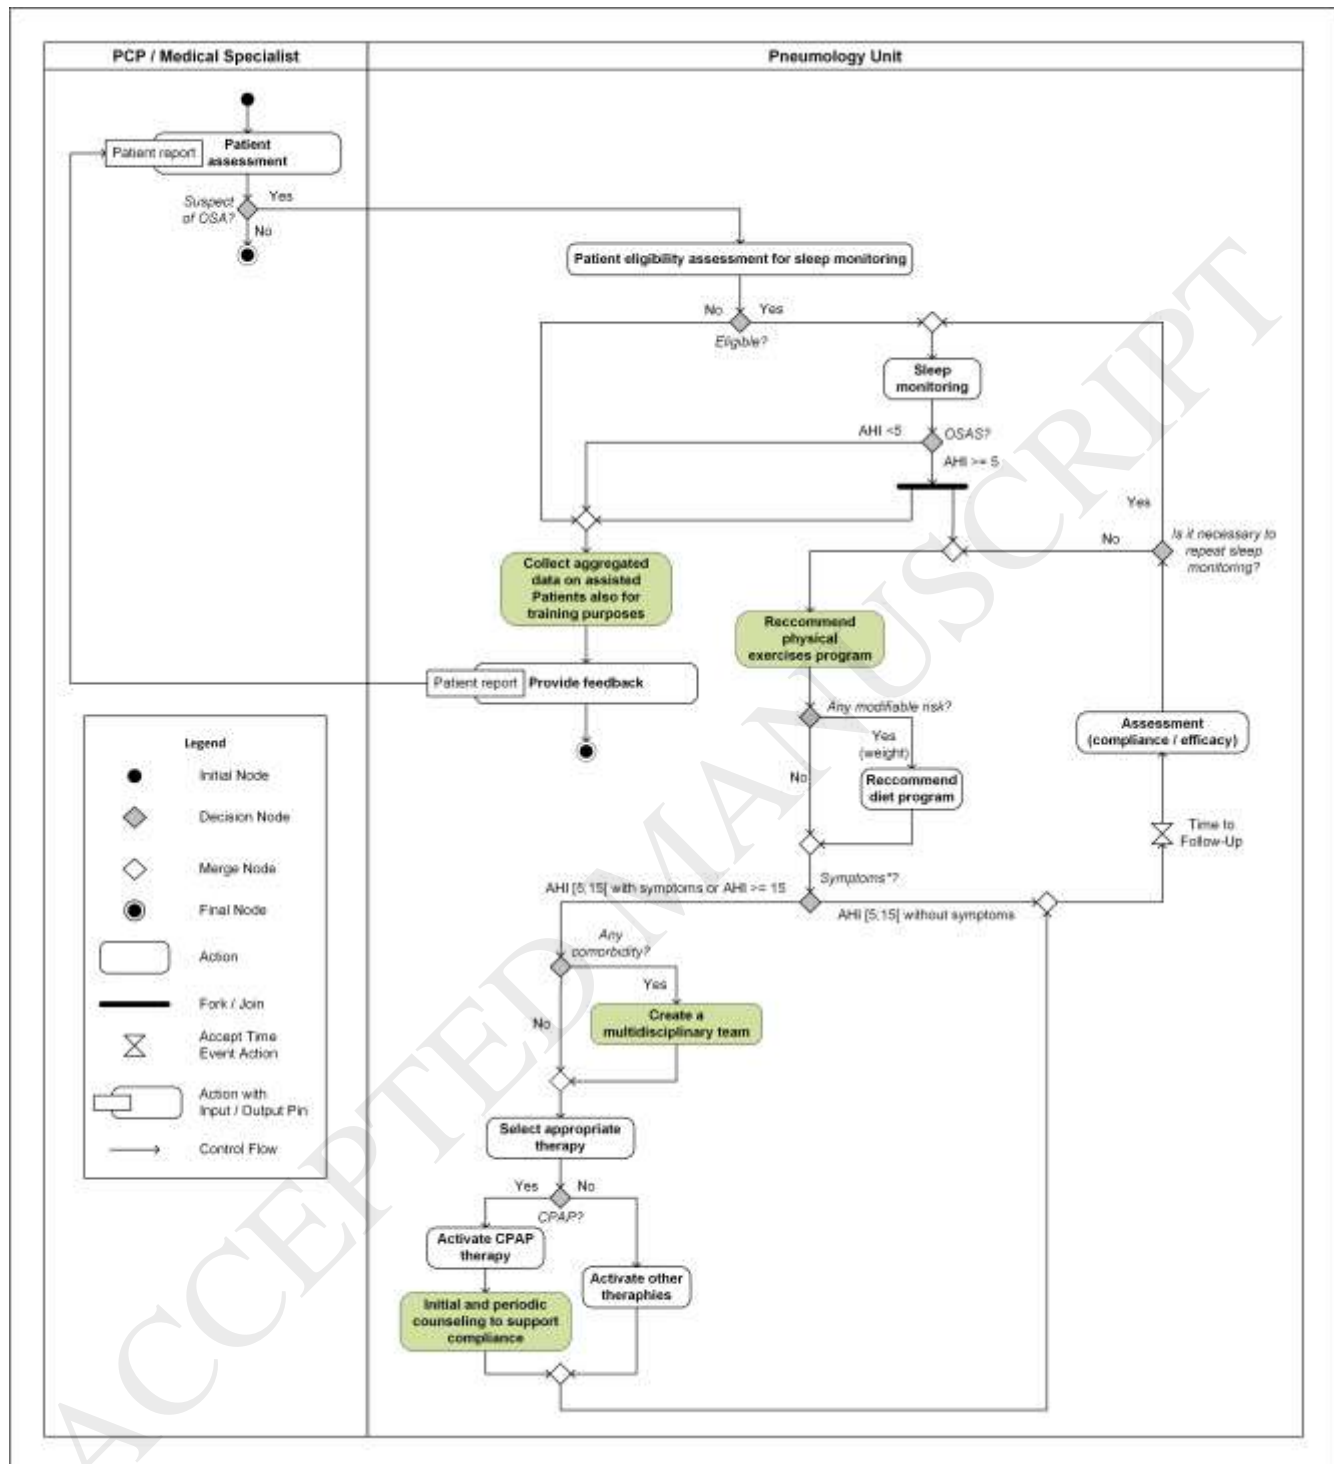 PCP / Medical Specialist
Pneumology Unit
Patient report
Patient
assessment
Suspect
of OSA?
Yes
No
Patient eligibility assessment for sleep monitoring
No
Yes
Eligible?
Sleep
monitoring
AHI <5
OSAS?
AHI >= 5
Yes
No
Is it necessary to
repeat sleep
monitoring?
Collect aggregated
data on assisted
Patients also for
training purposes
Reccommend
physical
exercises program
Patient report
Provide feedback
Any modifiable risk?
Yes
(weight)
No
Reccommend
diet program
Assessment
(compliance / efficacy)
Time to
Follow-Up
Symptoms*?
AHI [5;15[ with symptoms or AHI >= 15
AHI [5;15[ without symptoms
Any
comorbidity?
Yes
No
Create a
multidisciplinary team
Select appropriate
therapy
Yes
No
CPAP?
Activate CPAP
therapy
Activate other
theraphies
Initial and periodic
counseling to support
compliance
Legend
Initial Node
Decision Node
Merge Node
Final Node
Action
Fork / Join
Accept Time
Event Action
Action with
Input / Output Pin
Control Flow
ACCEPTED MANUSCRIPT